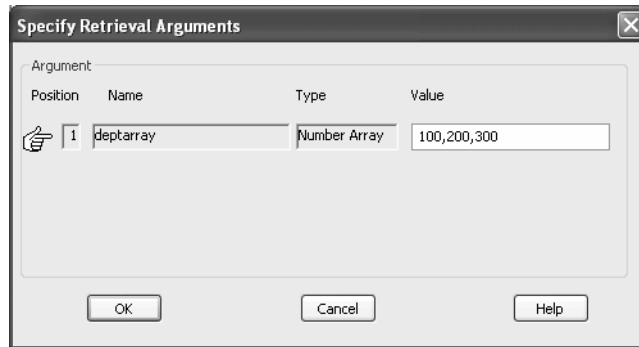 Specify Retrieval Arguments
Argument
Position Name Type Value
1 deptarray Number Array 100,200,300
OK Cancel Help